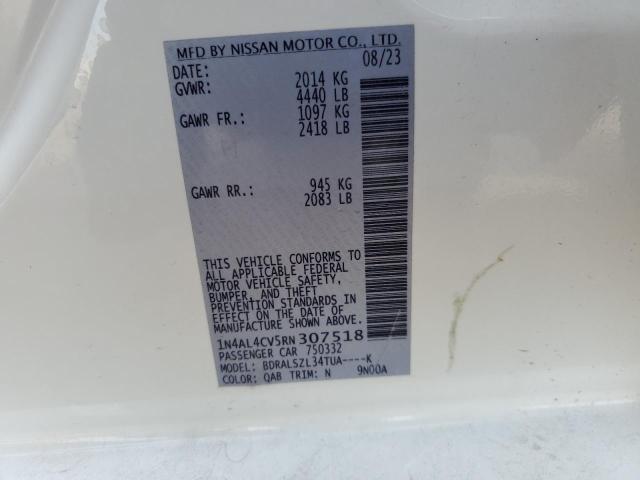 MFD BY NISSAN MOTOR CO., LTD.
DATE: 08/23
GVWR: 2014 KG
4440 LB
GAWR FR.: 1097 KG
2418 LB
GAWR RR.: 945 KG
2083 LB
THIS VEHICLE CONFORMS TO
ALL APPLICABLE FEDERAL
MOTOR VEHICLE SAFETY,
BUMPER, AND THEFT
PREVENTION STANDARDS IN
EFFECT ON THE DATE OF
MANUFACTURE SHOWN ABOVE.
1N4AL4CV5RN307518
PASSENGER CAR 750332
MODEL: BDRALSZL34TUA----K
COLOR: QAB TRIM: N 9N00A